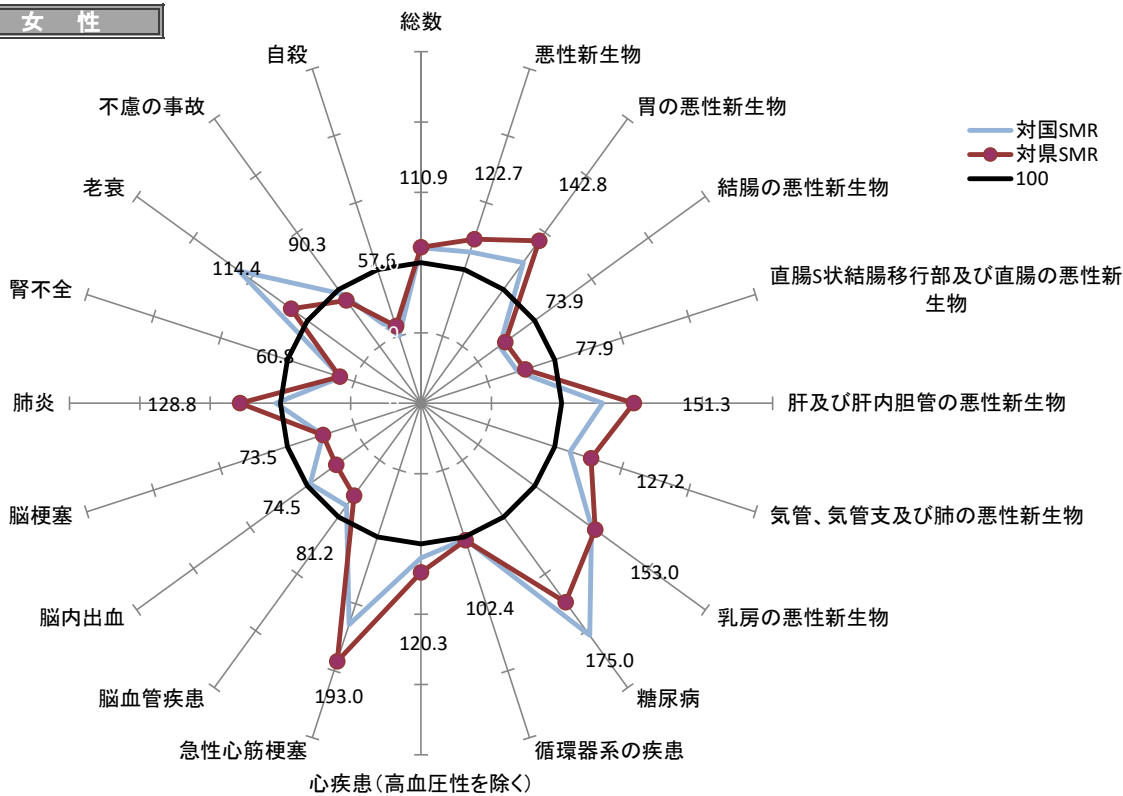 女 性
総数
悪性新生物
胃の悪性新生物
結腸の悪性新生物
直腸S状結腸移行部及び直腸の悪性新
生物
肝及び肝内胆管の悪性新生物
気管、気管支及び肺の悪性新生物
乳房の悪性新生物
糖尿病
循環器系の疾患
心疾患(高血圧性を除く)
急性心筋梗塞
脳血管疾患
脳内出血
脳梗塞
肺炎
腎不全
老衰
不慮の事故
自殺
110.9
122.7
142.8
73.9
77.9
151.3
127.2
153.0
175.0
102.4
120.3
193.0
81.2
74.5
73.5
128.8
60.8
114.4
90.3
57.6
対国SMR
対県SMR
100